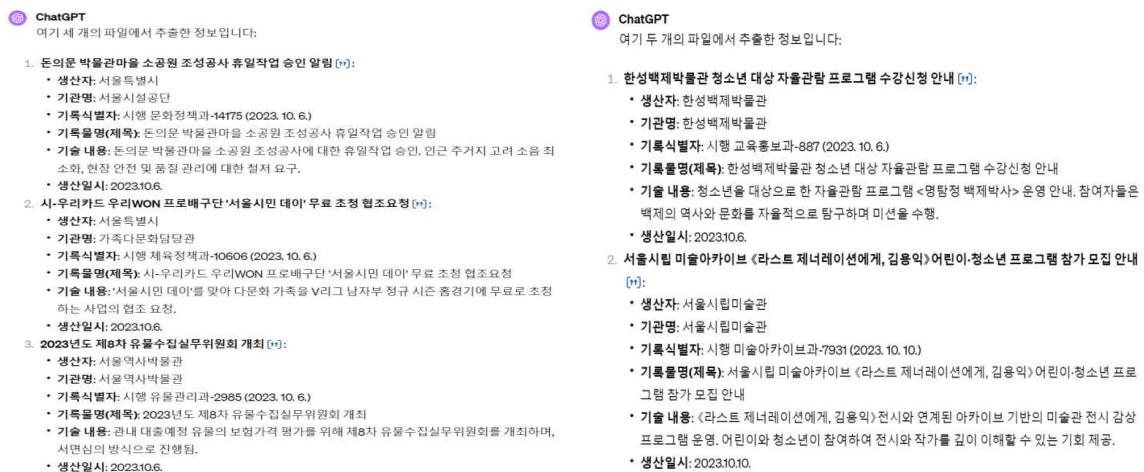 ChatGPT
여기 세 개의 파일에서 추출한 정보입니다:
1. 돈의문 박물관마을 소공원 조성공사 휴일작업 승인 알림 ["]:
• 생산자: 서울특별시
• 기관명: 서울시설공단
• 기록식별자: 시행 문화정책과-14175 (2023. 10. 6.)
• 기록물명(제목): 돈의문 박물관마을 소공원 조성공사 휴일작업 승인 알림
• 기술 내용: 돈의문 박물관마을 소공원 조성공사에 대한 휴일작업 승인. 인근 주거지 고려 소음 최
소화, 현장 안전 및 품질 관리에 대한 철저 요구.
• 생산일시: 2023.10.6.
2. 시-우리카드 우리WON 프로배구단 '서울시민 데이' 무료 초청 협조요청 ["]:
• 생산자: 서울특별시
• 기관명: 가족다문화담당관
• 기록식별자: 시행 체육정책과-10606 (2023. 10. 6.)
• 기록물명(제목): 시-우리카드 우리WON 프로배구단 '서울시민 데이' 무료 초청 협조요청
• 기술 내용: '서울시민 데이'를 맞아 다문화 가족을 V리그 남자부 정규 시즌 홈경기에 무료로 초청
하는 사업의 협조 요청.
• 생산일시: 2023.10.6.
3. 2023년도 제8차 유물수집실무위원회 개최 ["]:
• 생산자: 서울역사박물관
• 기관명: 서울역사박물관
• 기록식별자: 시행 유물관리과-2985 (2023. 10. 6.)
• 기록물명(제목): 2023년도 제8차 유물수집실무위원회 개최
• 기술 내용: 관내 대출예정 유물의 보험가격 평가를 위해 제8차 유물수집실무위원회를 개최하며,
서면심의 방식으로 진행됨.
• 생산일시: 2023.10.6.
ChatGPT
여기 두 개의 파일에서 추출한 정보입니다:
1. 한성백제박물관 청소년 대상 자율관람 프로그램 수강신청 안내 ["]:
• 생산자: 한성백제박물관
• 기관명: 한성백제박물관
• 기록식별자: 시행 교육홍보과-887 (2023. 10. 6.)
• 기록물명(제목): 한성백제박물관 청소년 대상 자율관람 프로그램 수강신청 안내
• 기술 내용: 청소년을 대상으로 한 자율관람 프로그램 <명탐정 백제박사> 운영 안내. 참여자들은
백제의 역사와 문화를 자율적으로 탐구하며 미션을 수행.
• 생산일시: 2023.10.6.
2. 서울시립 미술아카이브 《라스트 제너레이션에게, 김용익》어린이·청소년 프로그램 참가 모집 안내
["]:
• 생산자: 서울시립미술관
• 기관명: 서울시립미술관
• 기록식별자: 시행 미술아카이브과-7931 (2023. 10. 10.)
• 기록물명(제목): 서울시립 미술아카이브 《라스트 제너레이션에게, 김용익》어린이·청소년 프로
그램 참가 모집 안내
• 기술 내용: 《라스트 제너레이션에게, 김용익》전시와 연계된 아카이브 기반의 미술관 전시 감상
프로그램 운영. 어린이와 청소년이 참여하여 전시와 작가를 깊이 이해할 수 있는 기회 제공.
• 생산일시: 2023.10.10.